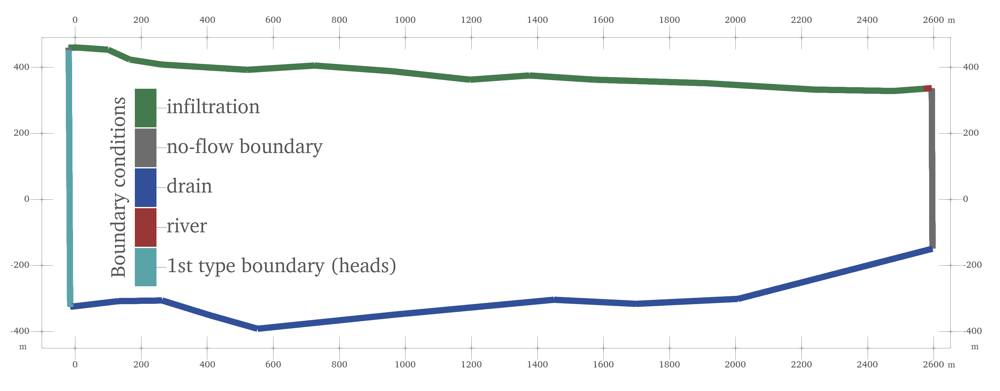 0 200 400 600 800 1000 1200 1400 1600 1800 2000 2200 2400 2600 m
400 400
200 200
0 0
-200 -200
-400 -400
m m
Boundary conditions
infiltration
no-flow boundary
drain
river
1st type boundary (heads)
0 200 400 600 800 1000 1200 1400 1600 1800 2000 2200 2400 2600 m